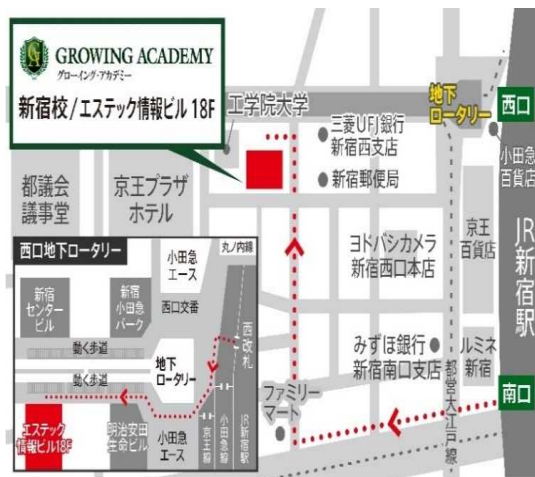 GROWING ACADEMY
グローイング・アカデミー
新宿校/エステック情報ビル 18F
工学院大学
三菱UFJ銀行
新宿西支店
新宿郵便局
地下
ロータリー
西口
小田急
百貨店
都議会
議事堂
京王プラザ
ホテル
ヨドバシカメラ
新宿西口本店
京王
百貨店
JR新宿駅
みずほ銀行
新宿南口支店
ルミネ
新宿
都営大江戸線
南口
ファミリー
マート
西口地下ロータリー
丸ノ内線
小田急
エース
新宿
センター
ビル
新宿
小田急
パーク
西口交番
西改札
動く歩道
地下
ロータリー
動く歩道
エステック
情報ビル18F
明治安田
生命ビル
小田急
エース
京王線
小田急線
JR新宿駅